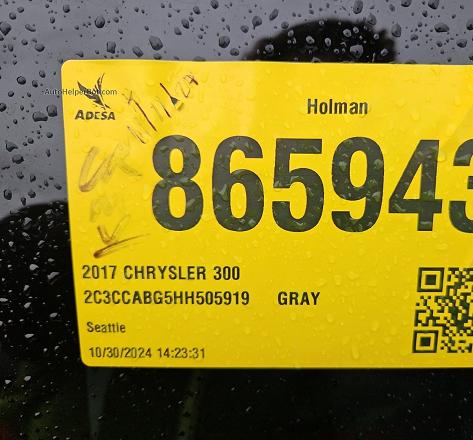 AutoHelperBot.com
ADESA
Holman
865943
2017 CHRYSLER 300
2C3CCABG5HH505919 GRAY
Seattle
10/30/2024 14:23:31